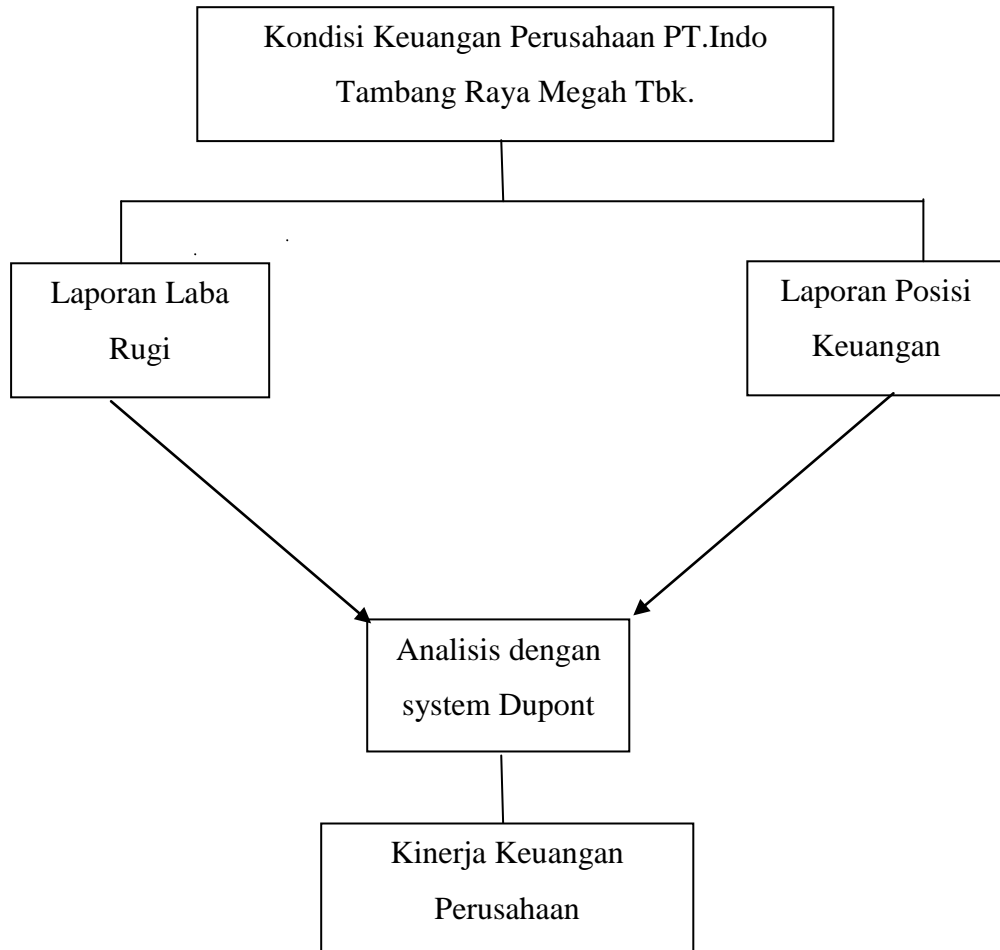 Kondisi Keuangan Perusahaan PT.Indo
Tambang Raya Megah Tbk.
Laporan Laba
Rugi
Laporan Posisi
Keuangan
Analisis dengan
system Dupont
Kinerja Keuangan
Perusahaan